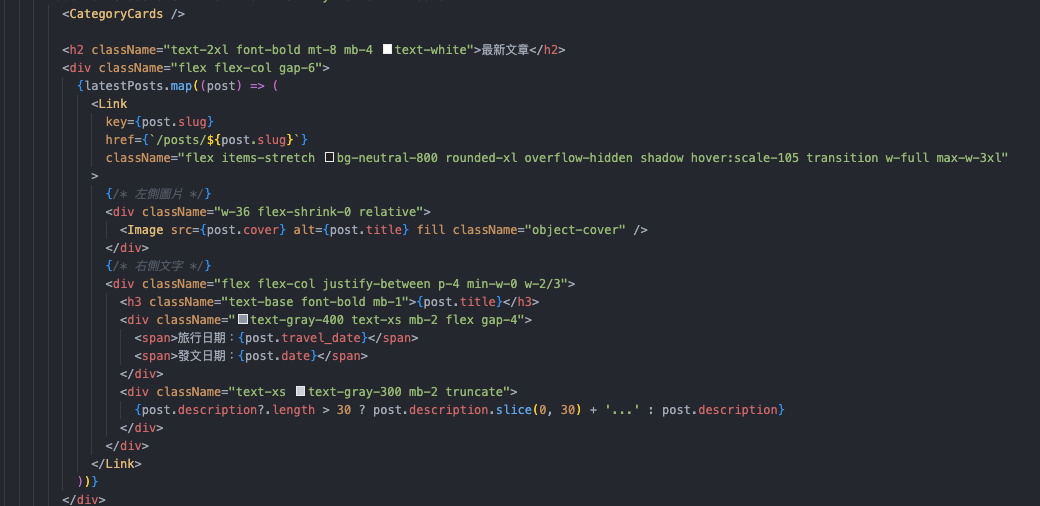 <CategoryCards />
<h2 className="text-2xl font-bold mt-8 mb-4 text-white">最新文章</h2>
<div className="flex flex-col gap-6">
{latestPosts.map((post) => (
<Link
key={post.slug}
href={`/posts/${post.slug}`}
className="flex items-stretch bg-neutral-800 rounded-xl overflow-hidden shadow hover:scale-105 transition w-full max-w-3xl"
>
{/* 左側圖片 */}
<div className="w-36 flex-shrink-0 relative">
<Image src={post.cover} alt={post.title} fill className="object-cover" />
</div>
{/* 右側文字 */}
<div className="flex flex-col justify-between p-4 min-w-0 w-2/3">
<h3 className="text-base font-bold mb-1">{post.title}</h3>
<div className="text-gray-400 text-xs mb-2 flex gap-4">
<span>旅行日期：{post.travel_date}</span>
<span>發文日期：{post.date}</span>
</div>
<div className="text-xs text-gray-300 mb-2 truncate">
{post.description?.length > 30 ? post.description.slice(0, 30) + '...' : post.description}
</div>
</div>
</Link>
))}
</div>